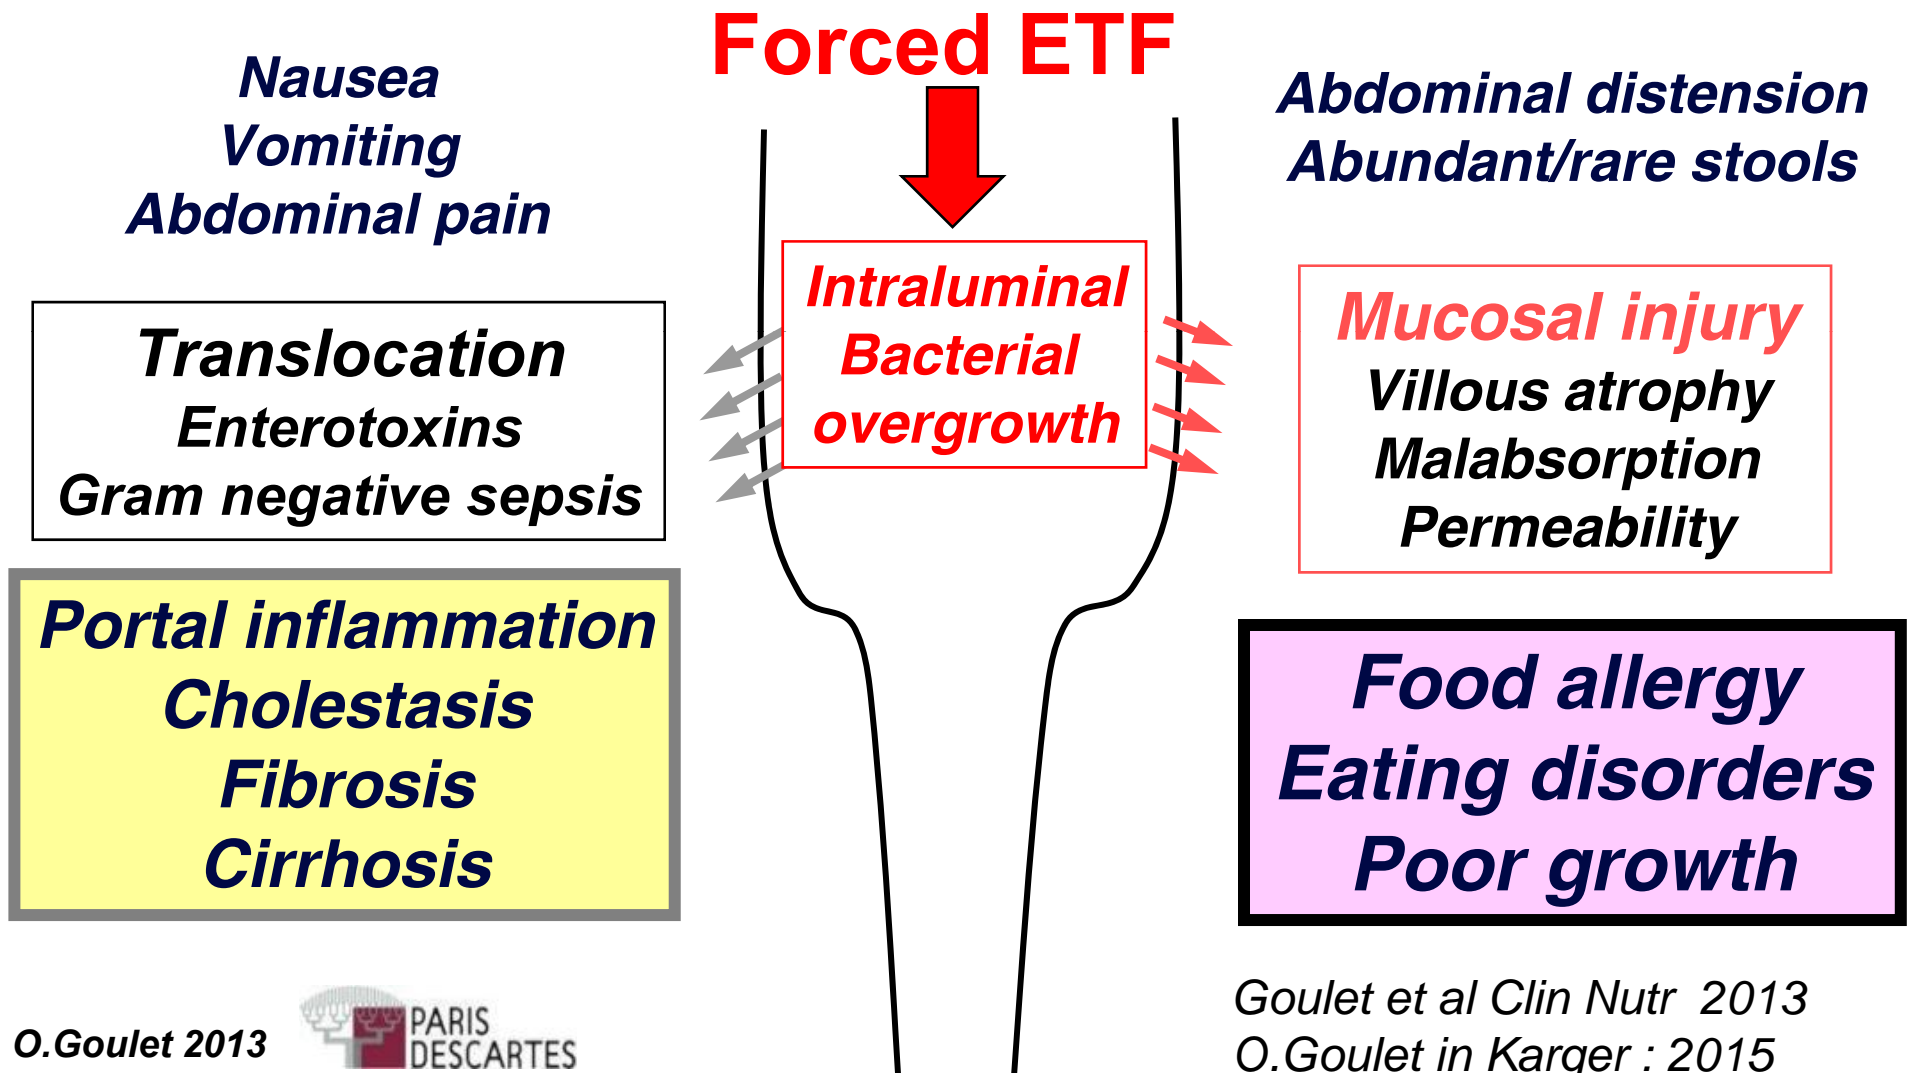 Forced ETF
Nausea
Vomiting
Abdominal pain
Abdominal distension
Abundant/rare stools
Intraluminal
Bacterial
overgrowth
Translocation
Enterotoxins
Gram negative sepsis
Mucosal injury
Villous atrophy
Malabsorption
Permeability
Portal inflammation
Cholestasis
Fibrosis
Cirrhosis
Food allergy
Eating disorders
Poor growth
O.Goulet 2013
PARIS
DESCARTES
Goulet et al Clin Nutr 2013
O.Goulet in Karger : 2015